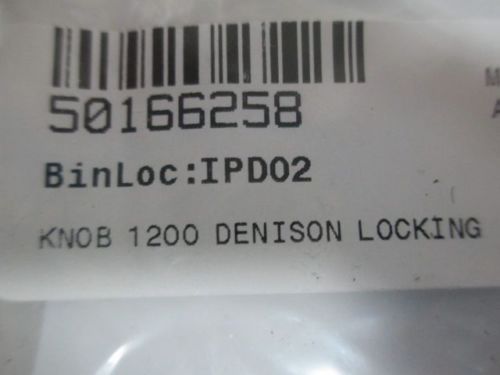 50166258
BinLoc:IPD02
KNOB 1200 DENISON LOCKING